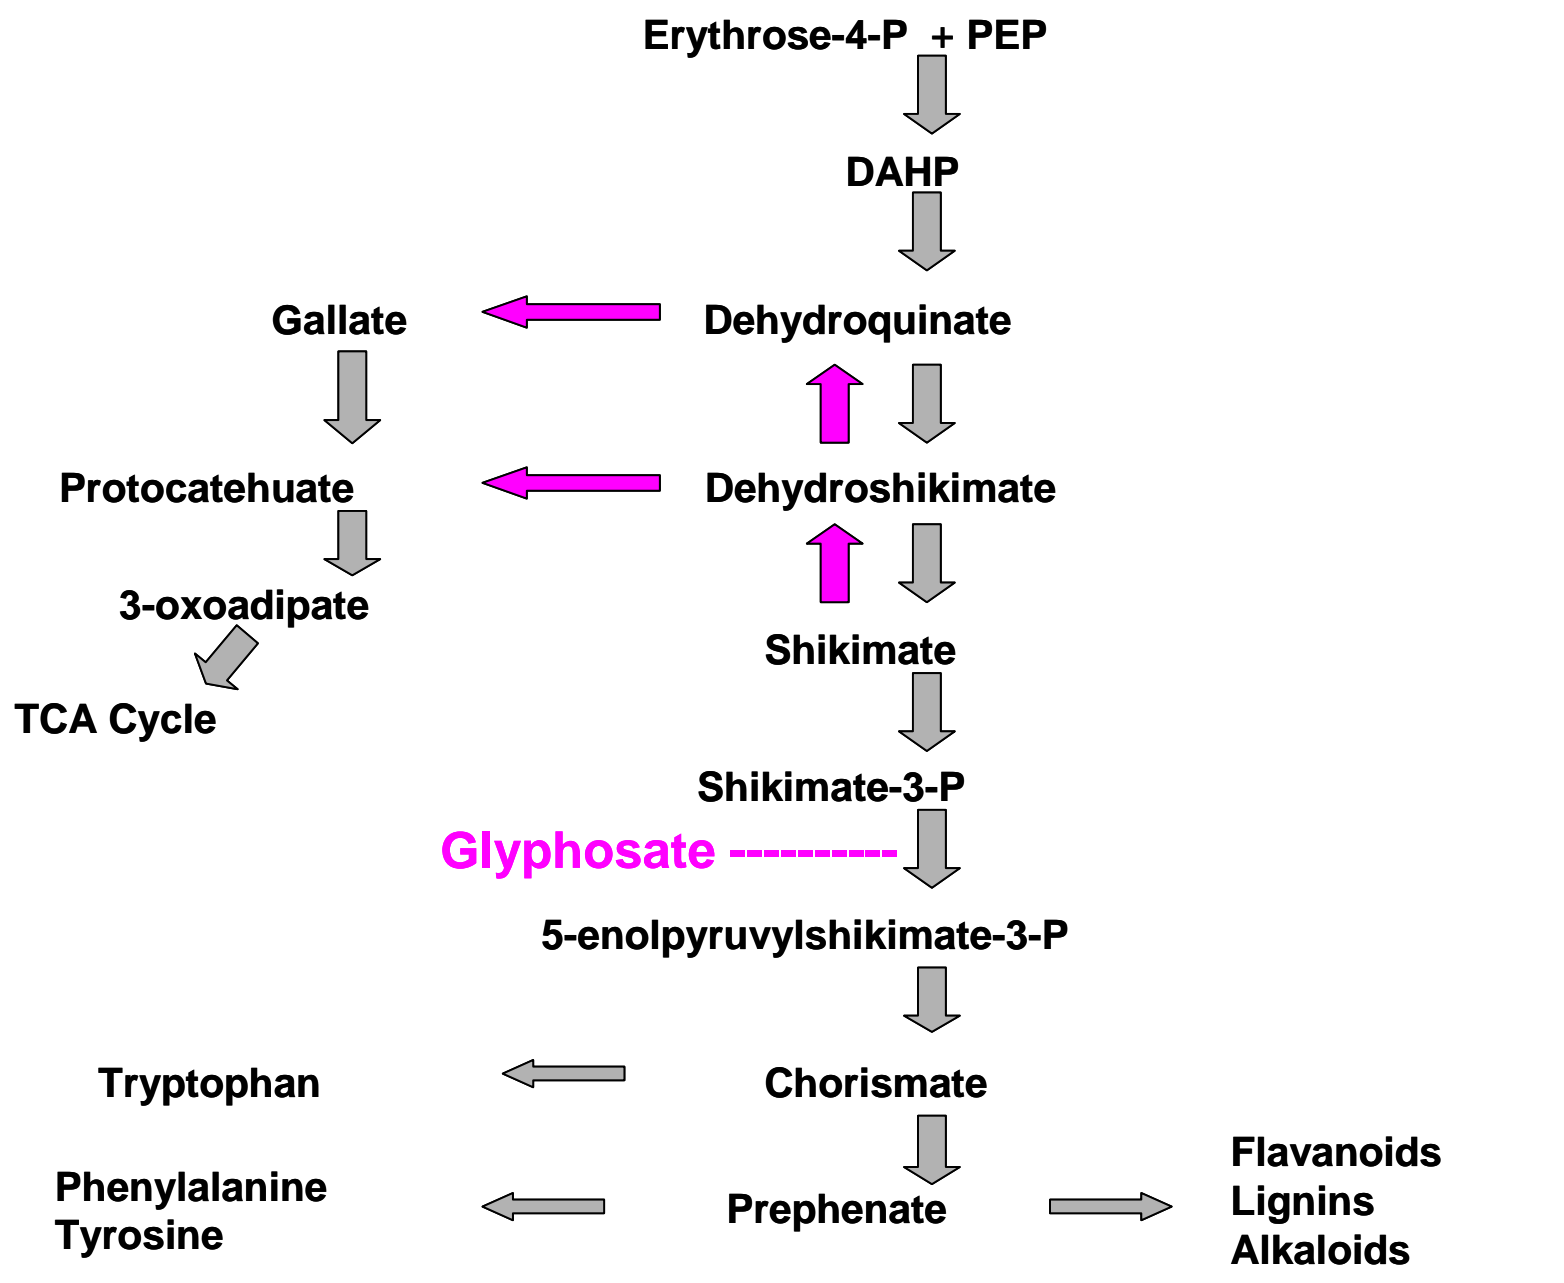 Erythrose-4-P + PEP
DAHP
Gallate
Dehydroquinate
Protocatehuate
Dehydroshikimate
3-oxoadipate
Shikimate
TCA Cycle
Shikimate-3-P
Glyphosate ----------
5-enolpyruvylshikimate-3-P
Tryptophan
Chorismate
Phenylalanine
Tyrosine
Prephenate
Flavanoids
Lignins
Alkaloids